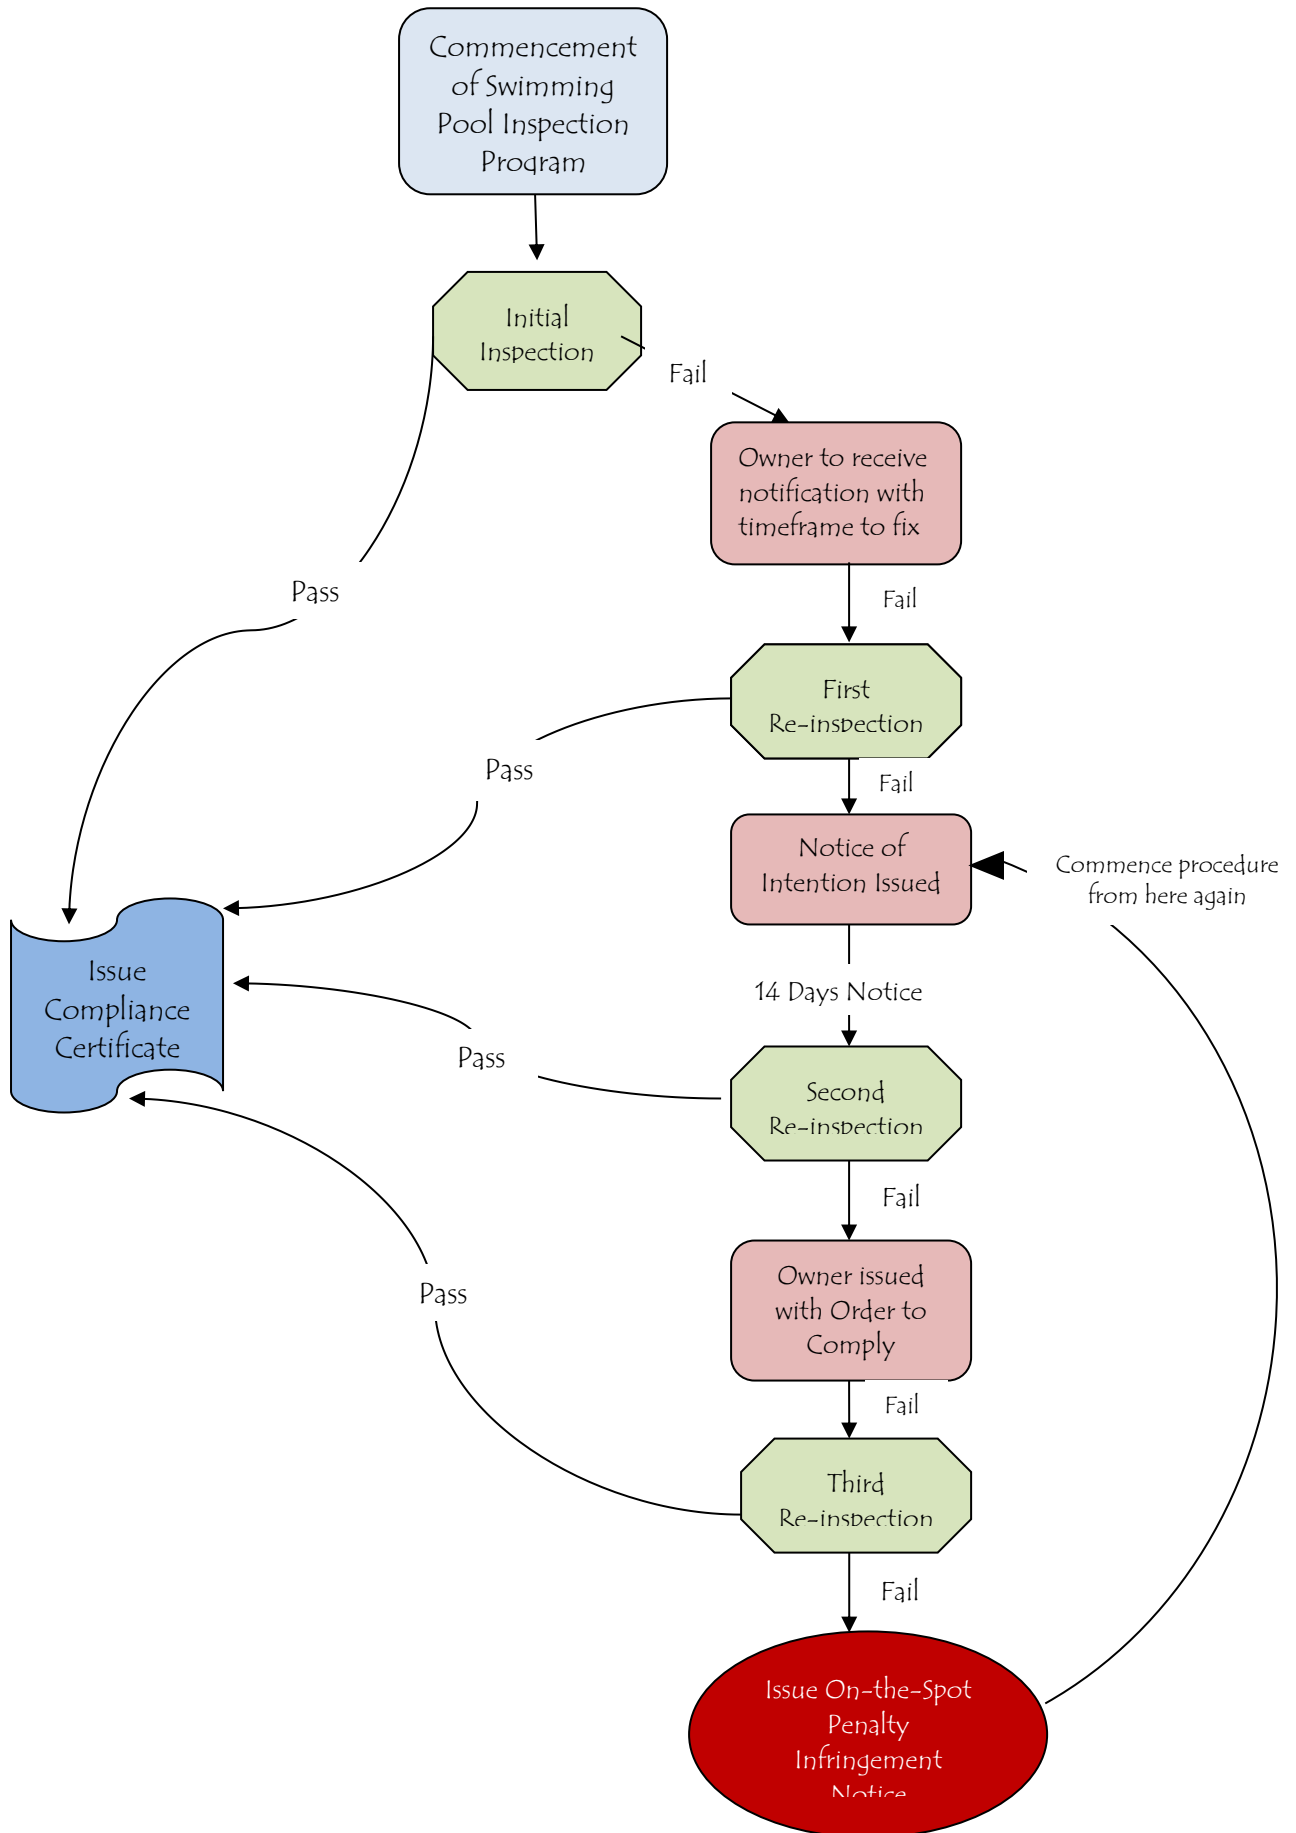 Commencement
of Swimming
Pool Inspection
Program
Initial
Inspection
Fail
Owner to receive
notification with
timeframe to fix
Pass
Fail
First
Re-inspection
Pass
Fail
Notice of
Intention Issued
Commence procedure
from here again
Issue
Compliance
Certificate
14 Days Notice
Pass
Second
Re-inspection
Fail
Owner issued
with Order to
Comply
Pass
Fail
Third
Re-inspection
Fail
Issue On-the-Spot
Penalty
Infringement
Notice